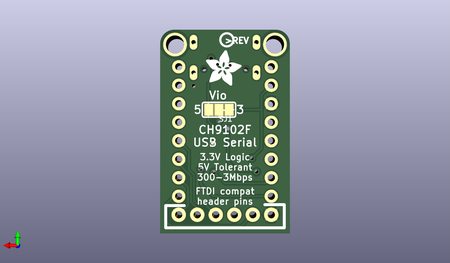 REV
Vio
5 3
SJ1
CH9102F
USB Serial
3.3V Logic
5V Tolerant
300-3Mbps
FTDI compat
header pins